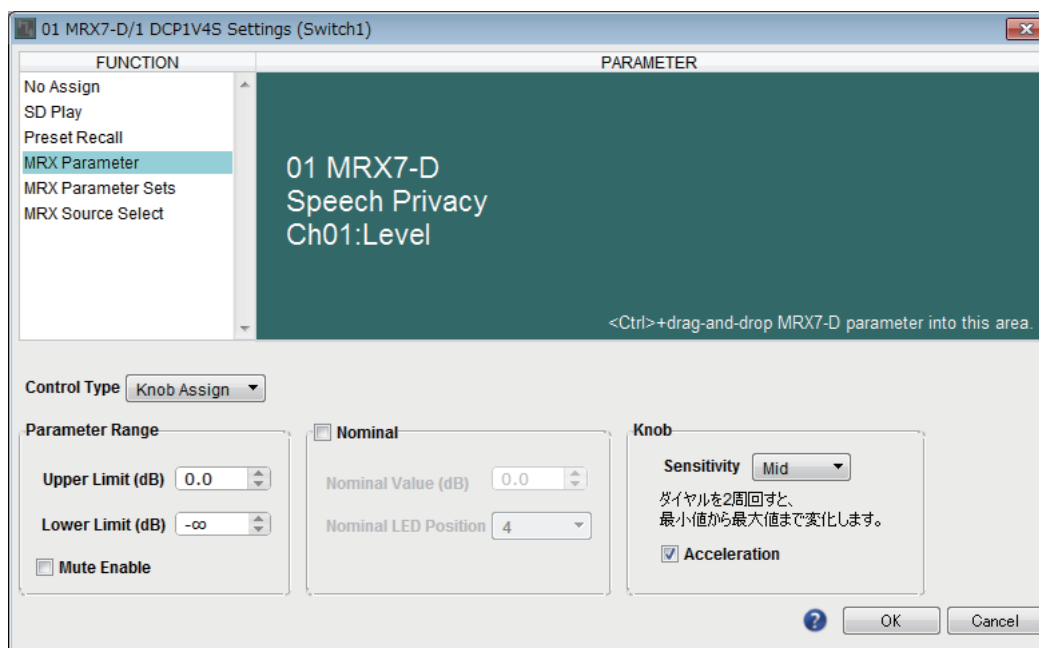 01 MRX7-D/1 DCP1V4S Settings (Switch1)
FUNCTION
PARAMETER
No Assign
SD Play
Preset Recall
MRX Parameter
MRX Parameter Sets
MRX Source Select
01 MRX7-D
Speech Privacy
Ch01:Level
<Ctrl>+drag-and-drop MRX7-D parameter into this area.
Control Type Knob Assign
Parameter Range
Upper Limit (dB) 0.0
Lower Limit (dB) -∞
Mute Enable
Nominal
Nominal Value (dB) 0.0
Nominal LED Position 4
Knob
Sensitivity Mid
ダイヤルを2周回すと、
最小値から最大値まで変化します。
Acceleration
? OK Cancel